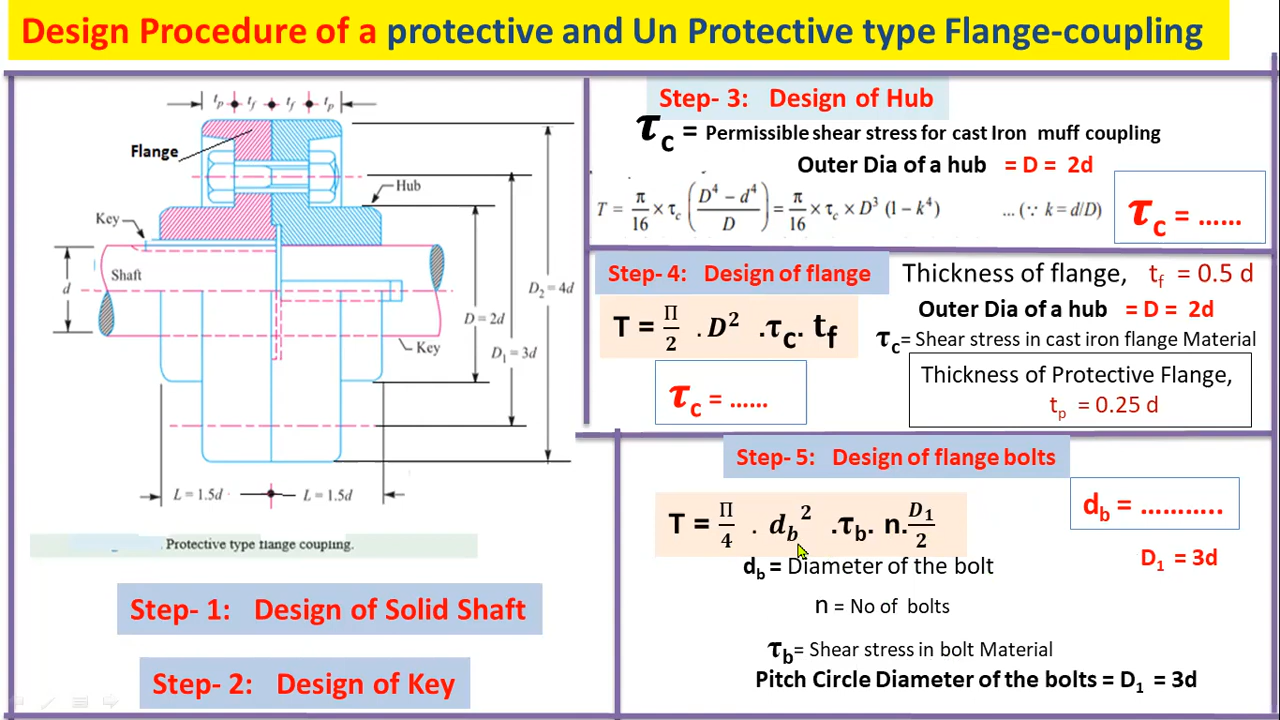 Design Procedure of a protective and Un Protective type Flange-coupling
t_p t_f t_f t_p
Flange
Hub
Key
Shaft
d
D₂ = 4d
D = 2d
D₁ = 3d
Key
L = 1.5d
L = 1.5d
Protective type flange coupling.
Step- 1: Design of Solid Shaft
Step- 2: Design of Key
Step- 3: Design of Hub
τc = Permissible shear stress for cast Iron muff coupling
Outer Dia of a hub = D = 2d
T = π/16 × τc (D⁴ – d⁴ / D) = π/16 × τc × D³ (1 – k⁴) ... (∵ k = d/D)
τc = ......
Step- 4: Design of flange
Thickness of flange, tf = 0.5 d
Outer Dia of a hub = D = 2d
T = Π/2 . D² .τc. tf
τc= Shear stress in cast iron flange Material
τc = ......
Thickness of Protective Flange,
tp = 0.25 d
Step- 5: Design of flange bolts
T = Π/4 . db² .τb. n. D₁/2
db = ...........
db = Diameter of the bolt
D₁ = 3d
n = No of bolts
τb= Shear stress in bolt Material
Pitch Circle Diameter of the bolts = D₁ = 3d